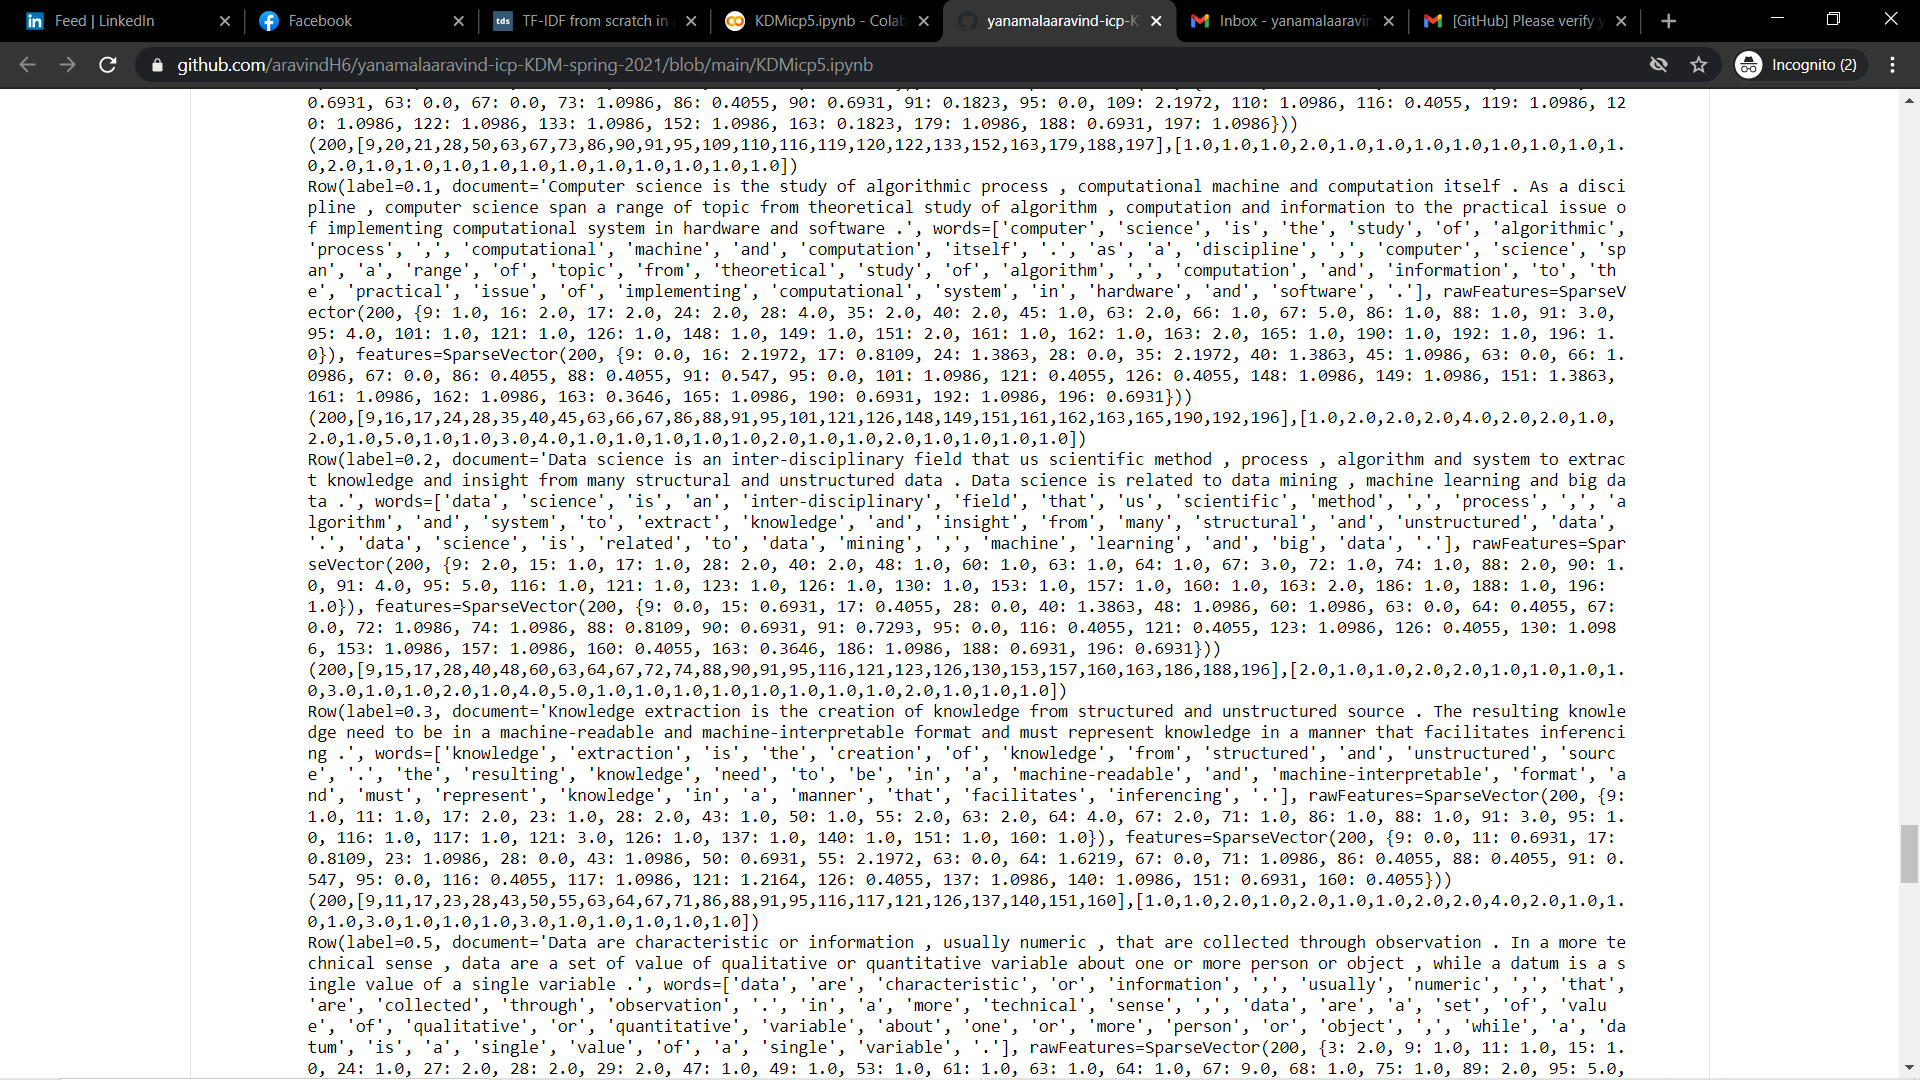 Feed | LinkedIn
Facebook
tds TF-IDF from scratch in
KDMicp5.ipynb - Colab
yanamalaaravind-icp-K
Inbox - yanamalaaravin
[GitHub] Please verify y
github.com/aravindH6/yanamalaaravind-icp-KDM-spring-2021/blob/main/KDMicp5.ipynb
Incognito (2)
0.6931, 63: 0.0, 67: 0.0, 73: 1.0986, 86: 0.4055, 90: 0.6931, 91: 0.1823, 95: 0.0, 109: 2.1972, 110: 1.0986, 116: 0.4055, 119: 1.0986, 12
0: 1.0986, 122: 1.0986, 133: 1.0986, 152: 1.0986, 163: 0.1823, 179: 1.0986, 188: 0.6931, 197: 1.0986}))
(200,[9,20,21,28,50,63,67,73,86,90,91,95,109,110,116,119,120,122,133,152,163,179,188,197],[1.0,1.0,1.0,2.0,1.0,1.0,1.0,1.0,1.0,1.0,1.0,1.
0,2.0,1.0,1.0,1.0,1.0,1.0,1.0,1.0,1.0,1.0,1.0,1.0])
Row(label=0.1, document='Computer science is the study of algorithmic process , computational machine and computation itself . As a disci
pline , computer science span a range of topic from theoretical study of algorithm , computation and information to the practical issue o
f implementing computational system in hardware and software .', words=['computer', 'science', 'is', 'the', 'study', 'of', 'algorithmic',
'process', ',', 'computational', 'machine', 'and', 'computation', 'itself', '.', 'as', 'a', 'discipline', ',', 'computer', 'science', 'sp
an', 'a', 'range', 'of', 'topic', 'from', 'theoretical', 'study', 'of', 'algorithm', ',', 'computation', 'and', 'information', 'to', 'th
e', 'practical', 'issue', 'of', 'implementing', 'computational', 'system', 'in', 'hardware', 'and', 'software', '.'], rawFeatures=SparseV
ector(200, {9: 1.0, 16: 2.0, 17: 2.0, 24: 2.0, 28: 4.0, 35: 2.0, 40: 2.0, 45: 1.0, 63: 2.0, 66: 1.0, 67: 5.0, 86: 1.0, 88: 1.0, 91: 3.0,
95: 4.0, 101: 1.0, 121: 1.0, 126: 1.0, 148: 1.0, 149: 1.0, 151: 2.0, 161: 1.0, 162: 1.0, 163: 2.0, 165: 1.0, 190: 1.0, 192: 1.0, 196: 1.
0}), features=SparseVector(200, {9: 0.0, 16: 2.1972, 17: 0.8109, 24: 1.3863, 28: 0.0, 35: 2.1972, 40: 1.3863, 45: 1.0986, 63: 0.0, 66: 1.
0986, 67: 0.0, 86: 0.4055, 88: 0.4055, 91: 0.547, 95: 0.0, 101: 1.0986, 121: 0.4055, 126: 0.4055, 148: 1.0986, 149: 1.0986, 151: 1.3863,
161: 1.0986, 162: 1.0986, 163: 0.3646, 165: 1.0986, 190: 0.6931, 192: 1.0986, 196: 0.6931}))
(200,[9,16,17,24,28,35,40,45,63,66,67,86,88,91,95,101,121,126,148,149,151,161,162,163,165,190,192,196],[1.0,2.0,2.0,2.0,4.0,2.0,2.0,1.0,
2.0,1.0,5.0,1.0,1.0,3.0,4.0,1.0,1.0,1.0,1.0,1.0,2.0,1.0,1.0,2.0,1.0,1.0,1.0,1.0])
Row(label=0.2, document='Data science is an inter-disciplinary field that us scientific method , process , algorithm and system to extrac
t knowledge and insight from many structural and unstructured data . Data science is related to data mining , machine learning and big da
ta .', words=['data', 'science', 'is', 'an', 'inter-disciplinary', 'field', 'that', 'us', 'scientific', 'method', ',', 'process', ',', 'a
lgorithm', 'and', 'system', 'to', 'extract', 'knowledge', 'and', 'insight', 'from', 'many', 'structural', 'and', 'unstructured', 'data',
'.', 'data', 'science', 'is', 'related', 'to', 'data', 'mining', ',', 'machine', 'learning', 'and', 'big', 'data', '.'], rawFeatures=Spar
seVector(200, {9: 2.0, 15: 1.0, 17: 1.0, 28: 2.0, 40: 2.0, 48: 1.0, 60: 1.0, 63: 1.0, 64: 1.0, 67: 3.0, 72: 1.0, 74: 1.0, 88: 2.0, 90: 1.
0, 91: 4.0, 95: 5.0, 116: 1.0, 121: 1.0, 123: 1.0, 126: 1.0, 130: 1.0, 153: 1.0, 157: 1.0, 160: 1.0, 163: 2.0, 186: 1.0, 188: 1.0, 196:
1.0}), features=SparseVector(200, {9: 0.0, 15: 0.6931, 17: 0.4055, 28: 0.0, 40: 1.3863, 48: 1.0986, 60: 1.0986, 63: 0.0, 64: 0.4055, 67:
0.0, 72: 1.0986, 74: 1.0986, 88: 0.8109, 90: 0.6931, 91: 0.7293, 95: 0.0, 116: 0.4055, 121: 0.4055, 123: 1.0986, 126: 0.4055, 130: 1.098
6, 153: 1.0986, 157: 1.0986, 160: 0.4055, 163: 0.3646, 186: 1.0986, 188: 0.6931, 196: 0.6931}))
(200,[9,15,17,28,40,48,60,63,64,67,72,74,88,90,91,95,116,121,123,126,130,153,157,160,163,186,188,196],[2.0,1.0,1.0,2.0,2.0,1.0,1.0,1.0,1.
0,3.0,1.0,1.0,2.0,1.0,4.0,5.0,1.0,1.0,1.0,1.0,1.0,1.0,1.0,1.0,2.0,1.0,1.0,1.0])
Row(label=0.3, document='Knowledge extraction is the creation of knowledge from structured and unstructured source . The resulting knowle
dge need to be in a machine-readable and machine-interpretable format and must represent knowledge in a manner that facilitates inferenci
ng .', words=['knowledge', 'extraction', 'is', 'the', 'creation', 'of', 'knowledge', 'from', 'structured', 'and', 'unstructured', 'sourc
e', '.', 'the', 'resulting', 'knowledge', 'need', 'to', 'be', 'in', 'a', 'machine-readable', 'and', 'machine-interpretable', 'format', 'a
nd', 'must', 'represent', 'knowledge', 'in', 'a', 'manner', 'that', 'facilitates', 'inferencing', '.'], rawFeatures=SparseVector(200, {9:
1.0, 11: 1.0, 17: 2.0, 23: 1.0, 28: 2.0, 43: 1.0, 50: 1.0, 55: 2.0, 63: 2.0, 64: 4.0, 67: 2.0, 71: 1.0, 86: 1.0, 88: 1.0, 91: 3.0, 95: 1.
0, 116: 1.0, 117: 1.0, 121: 3.0, 126: 1.0, 137: 1.0, 140: 1.0, 151: 1.0, 160: 1.0}), features=SparseVector(200, {9: 0.0, 11: 0.6931, 17:
0.8109, 23: 1.0986, 28: 0.0, 43: 1.0986, 50: 0.6931, 55: 2.1972, 63: 0.0, 64: 1.6219, 67: 0.0, 71: 1.0986, 86: 0.4055, 88: 0.4055, 91: 0.
547, 95: 0.0, 116: 0.4055, 117: 1.0986, 121: 1.2164, 126: 0.4055, 137: 1.0986, 140: 1.0986, 151: 0.6931, 160: 0.4055}))
(200,[9,11,17,23,28,43,50,55,63,64,67,71,86,88,91,95,116,117,121,126,137,140,151,160],[1.0,1.0,2.0,1.0,2.0,1.0,1.0,2.0,2.0,4.0,2.0,1.0,1.
0,1.0,3.0,1.0,1.0,1.0,3.0,1.0,1.0,1.0,1.0,1.0])
Row(label=0.5, document='Data are characteristic or information , usually numeric , that are collected through observation . In a more te
chnical sense , data are a set of value of qualitative or quantitative variable about one or more person or object , while a datum is a s
ingle value of a single variable .', words=['data', 'are', 'characteristic', 'or', 'information', ',', 'usually', 'numeric', ',', 'that',
'are', 'collected', 'through', 'observation', '.', 'in', 'a', 'more', 'technical', 'sense', ',', 'data', 'are', 'a', 'set', 'of', 'valu
e', 'of', 'qualitative', 'or', 'quantitative', 'variable', 'about', 'one', 'or', 'more', 'person', 'or', 'object', ',', 'while', 'a', 'da
tum', 'is', 'a', 'single', 'value', 'of', 'a', 'single', 'variable', '.'], rawFeatures=SparseVector(200, {3: 2.0, 9: 1.0, 11: 1.0, 15: 1.
0, 24: 1.0, 27: 2.0, 28: 2.0, 29: 2.0, 47: 1.0, 49: 1.0, 53: 1.0, 61: 1.0, 63: 1.0, 64: 1.0, 67: 9.0, 68: 1.0, 75: 1.0, 89: 2.0, 95: 5.0,